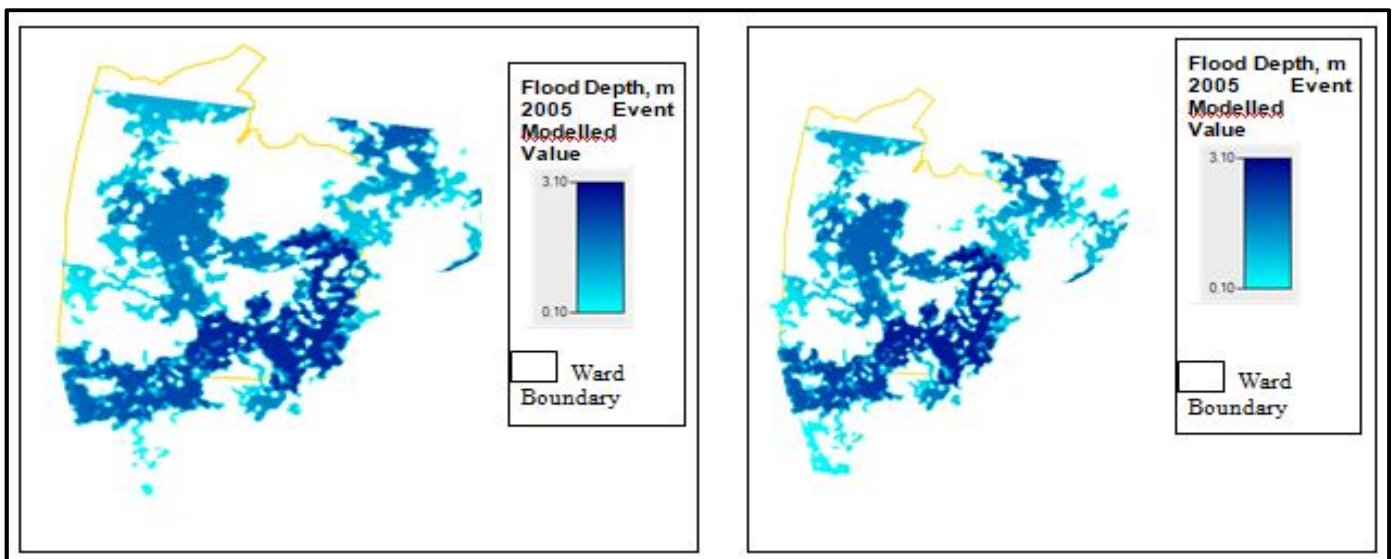 Flood Depth, m
2005 Event
Modelled
Value
3.10
0.10
Ward
Boundary
Flood Depth, m
2005 Event
Modelled
Value
3.10
0.10
Ward
Boundary